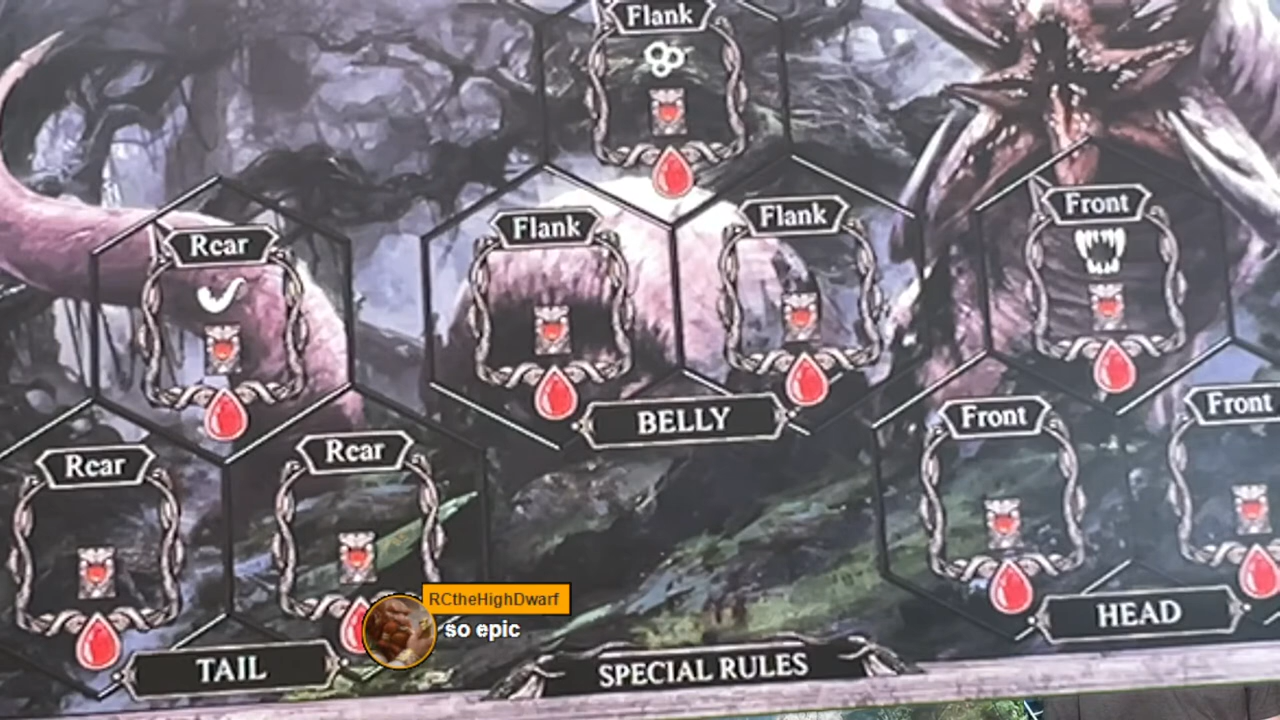 Flank
Front
Flank
Flank
Rear
Front
Front
Rear
Rear
BELLY
HEAD
TAIL
SPECIAL RULES
RCtheHighDwarf
so epic